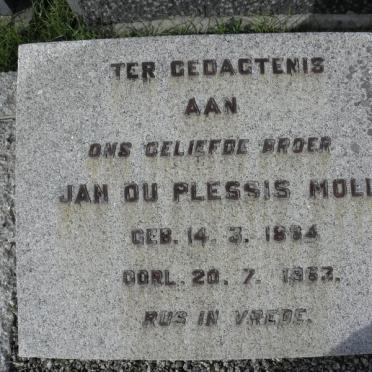 TER GEDAGTENIS
AAN
ONS GELIEFDE BROER
JAN DU PLESSIS MOLL
GEB. 14. 3. 1894
OORL. 20. 7. 1963.
RUS IN VREDE.